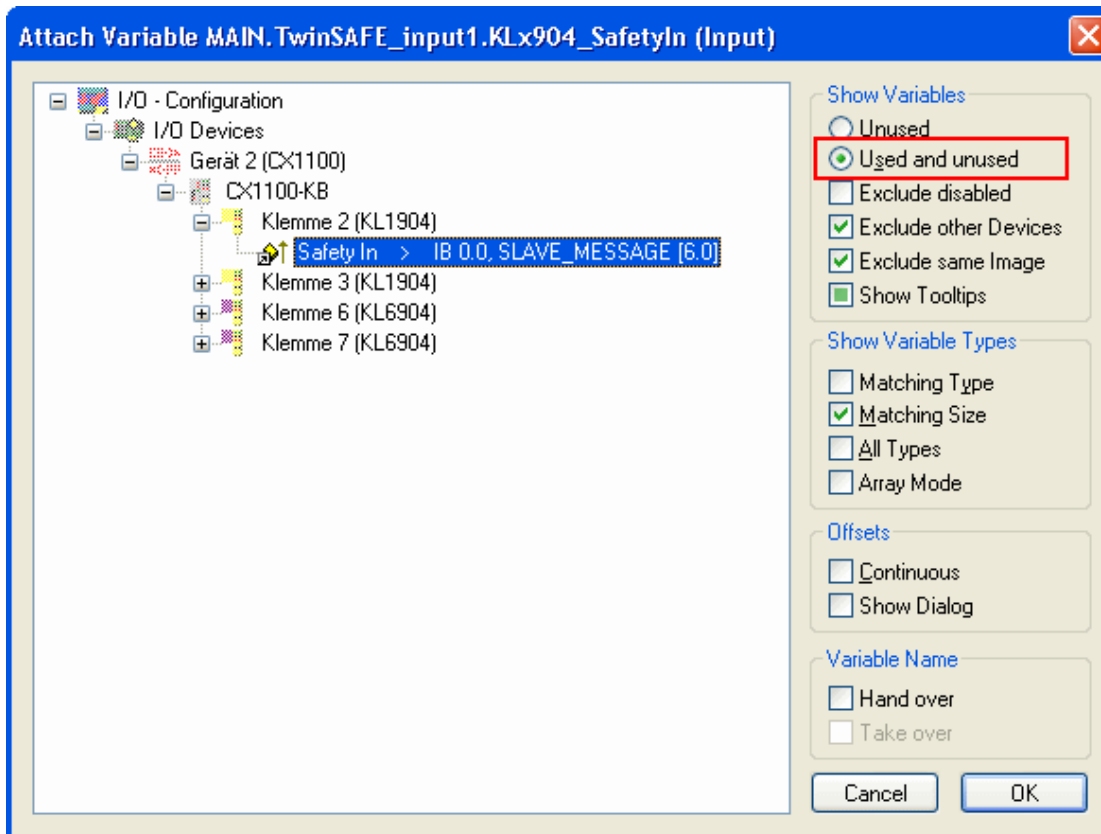 Attach Variable MAIN.TwinSAFE_input1.KLx904_SafetyIn (Input)
I/O - Configuration
I/O Devices
Gerät 2 (CX1100)
CX1100-KB
Klemme 2 (KL1904)
Safety In > IB 0.0, SLAVE_MESSAGE [6.0]
Klemme 3 (KL1904)
Klemme 6 (KL6904)
Klemme 7 (KL6904)
Show Variables
Unused
Used and unused
Exclude disabled
Exclude other Devices
Exclude same Image
Show Tooltips
Show Variable Types
Matching Type
Matching Size
All Types
Array Mode
Offsets
Continuous
Show Dialog
Variable Name
Hand over
Take over
Cancel
OK